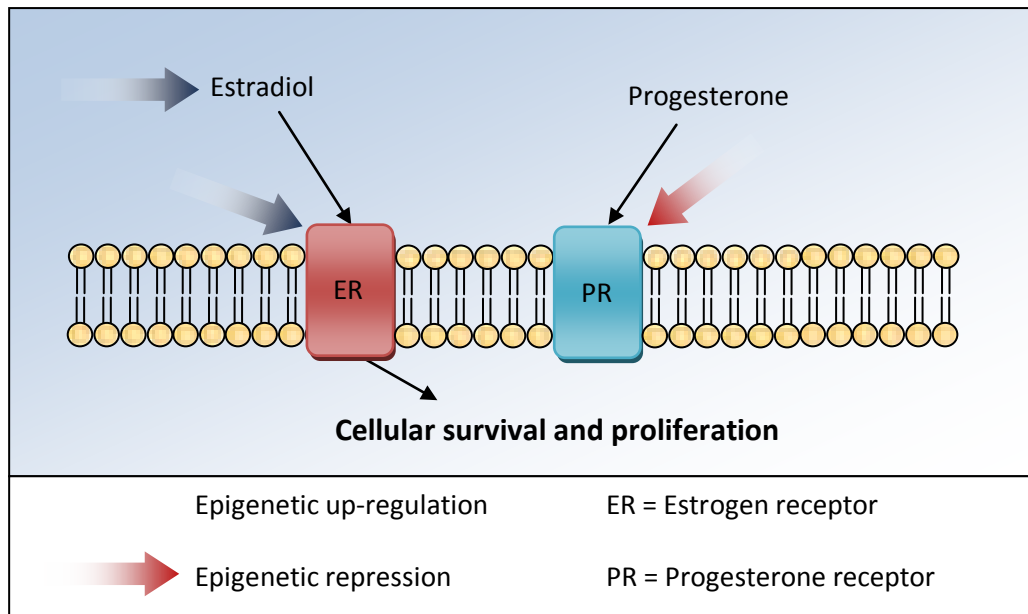 Estradiol
Progesterone
ER
PR
Cellular survival and proliferation
Epigenetic up-regulation
ER = Estrogen receptor
Epigenetic repression
PR = Progesterone receptor